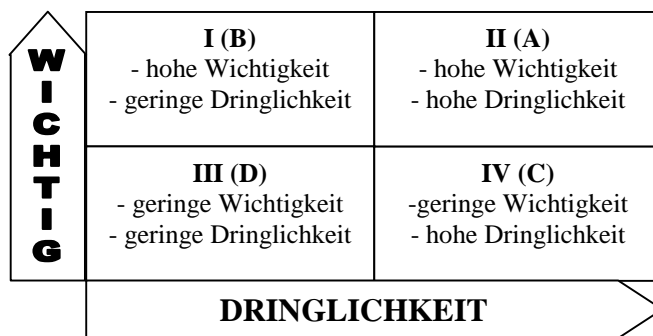 WICHTIG
I (B)
- hohe Wichtigkeit
- geringe Dringlichkeit
II (A)
- hohe Wichtigkeit
- hohe Dringlichkeit
III (D)
- geringe Wichtigkeit
- geringe Dringlichkeit
IV (C)
-geringe Wichtigkeit
- hohe Dringlichkeit
DRINGLICHKEIT